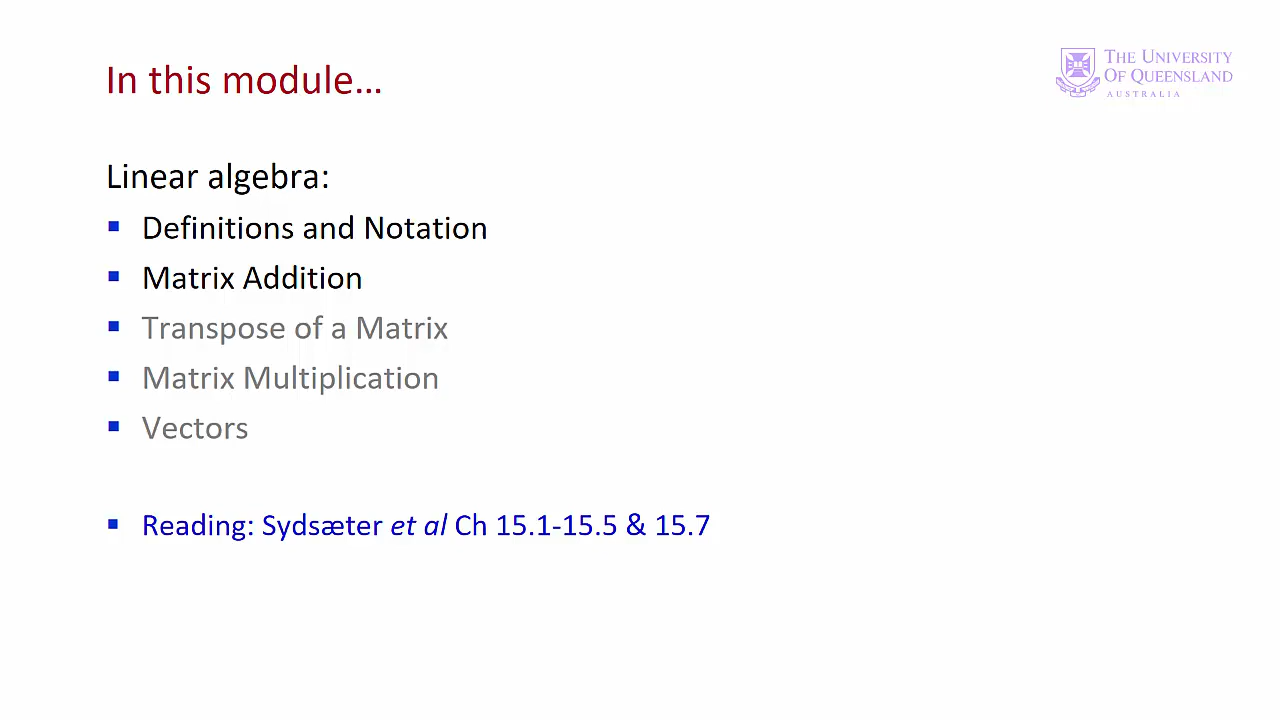 In this module…
THE UNIVERSITY
OF QUEENSLAND
AUSTRALIA
Linear algebra:
▪ Definitions and Notation
▪ Matrix Addition
▪ Transpose of a Matrix
▪ Matrix Multiplication
▪ Vectors
▪ Reading: Sydsæter et al Ch 15.1-15.5 & 15.7